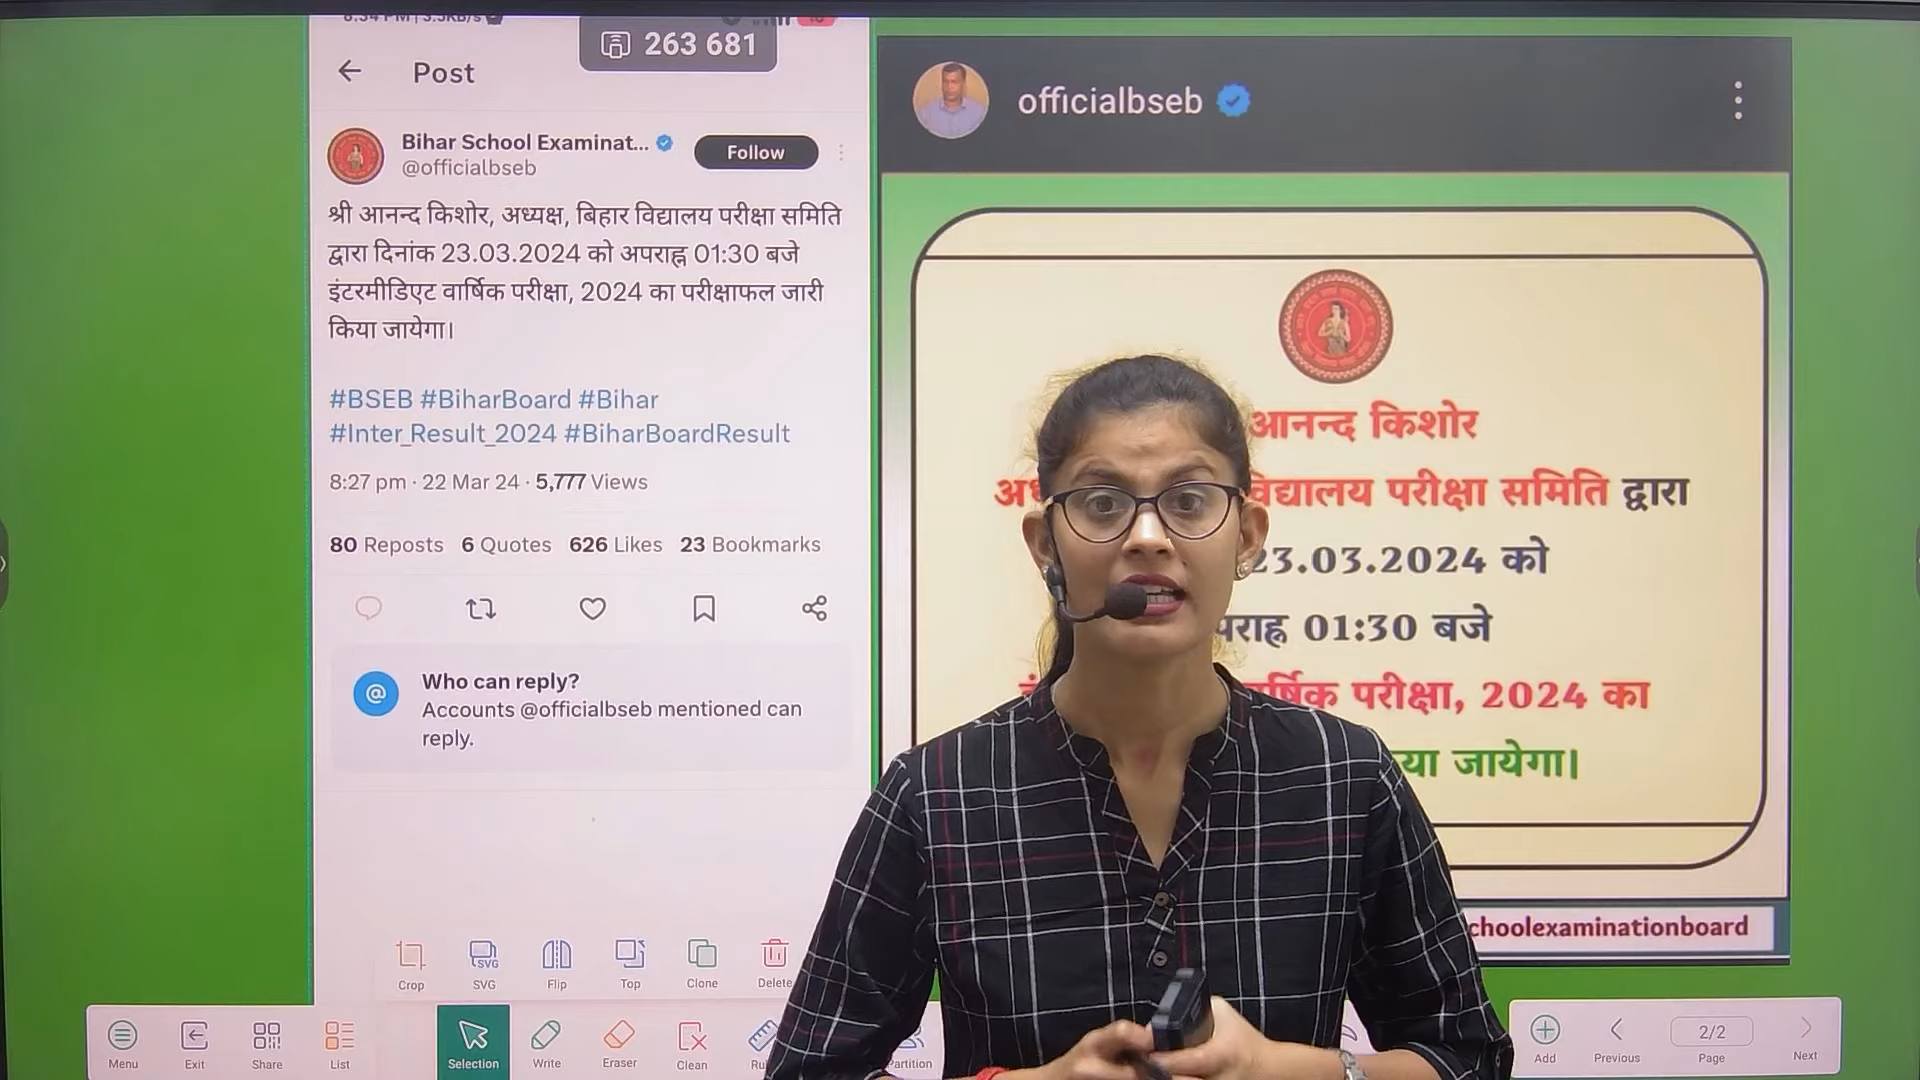 263 681
Post
Bihar School Examinat...
@officialbseb
Follow
श्री आनन्द किशोर, अध्यक्ष, बिहार विद्यालय परीक्षा समिति
द्वारा दिनांक 23.03.2024 को अपराह्न 01:30 बजे
इंटरमीडिएट वार्षिक परीक्षा, 2024 का परीक्षाफल जारी
किया जायेगा।
#BSEB #BiharBoard #Bihar
#Inter_Result_2024 #BiharBoardResult
8:27 pm · 22 Mar 24 · 5,777 Views
80 Reposts 6 Quotes 626 Likes 23 Bookmarks
Who can reply?
Accounts @officialbseb mentioned can
reply.
officialbseb
आनन्द किशोर
विद्यालय परीक्षा समिति द्वारा
23.03.2024 को
01:30 बजे
परीक्षा, 2024 का
जायेगा।
choolexaminationboard
Crop SVG Flip Top Clone Delete
Menu Exit Share List Selection Write Eraser Clean Partition Add Previous 2/2 Page Next